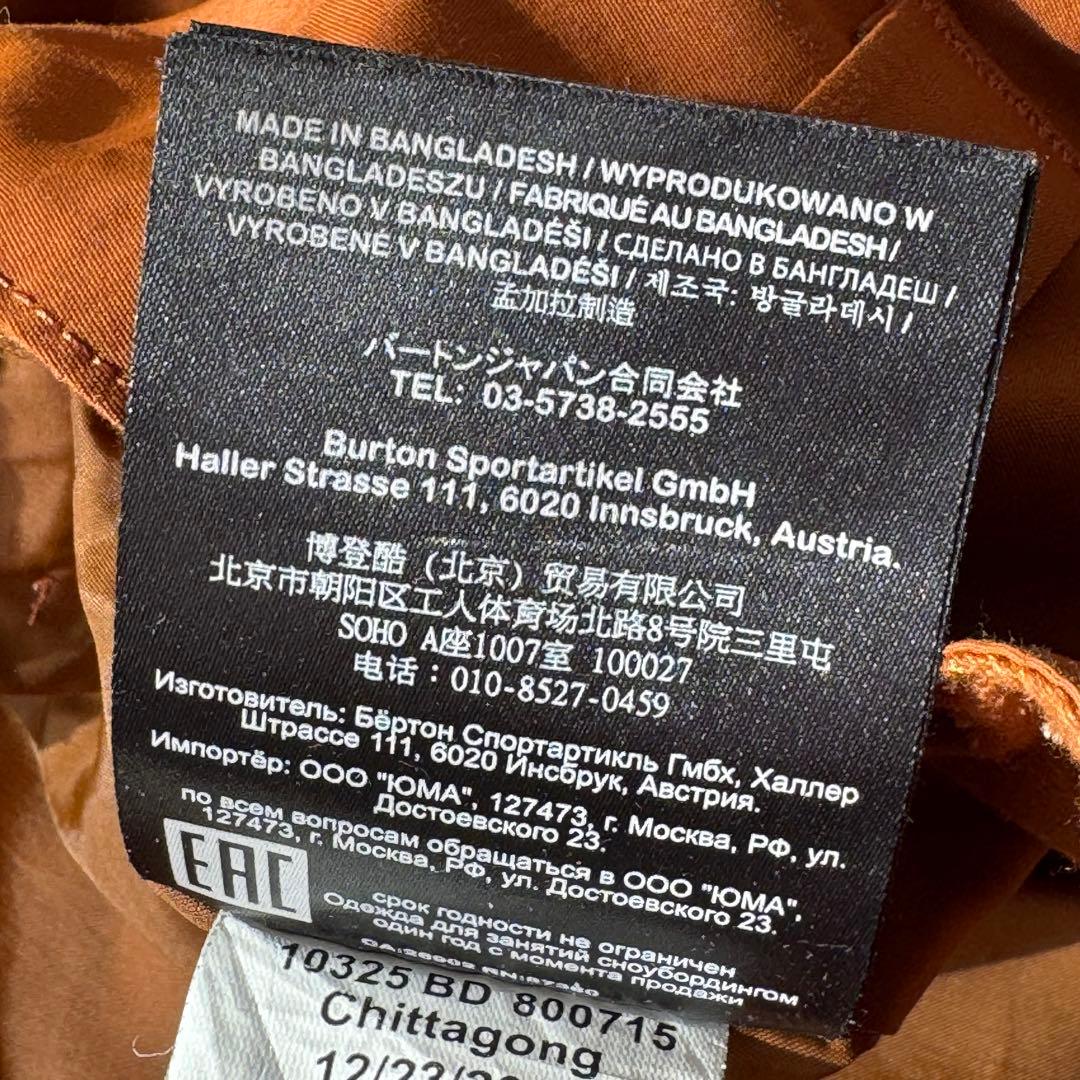 MADE IN BANGLADESH / WYPRODUKOWANO W
BANGLADESZU / FABRIQUÉ AU BANGLADESH /
VYROBENO V BANGLADÉŠI / СДЕЛАНО В БАНГЛАДЕШ /
VYROBENÉ V BANGLADÉŠI / 제조국: 방글라데시 /
孟加拉制造
バートンジャパン合同会社
TEL: 03-5738-2555
Burton Sportartikel GmbH
Haller Strasse 111, 6020 Innsbruck, Austria.
博登酷（北京）贸易有限公司
北京市朝阳区工人体育场北路8号院三里屯
SOHO A座1007室 100027
电话：010-8527-0459
Изготовитель: Бёртон Спортартикль Гмбх, Халлер
Штрассе 111, 6020 Инсбрук, Австрия.
Импортёр: ООО "ЮМА", 127473, г. Москва, РФ, ул.
Достоевского 23.
по всем вопросам обращаться в ООО "ЮМА",
127473, г. Москва, РФ, ул. Достоевского 23.
EAC
срок годности не ограничен
Одежда для занятий сноубордингом
один год с момента продажи
10325 BD 800715
Chittagong
12/23/